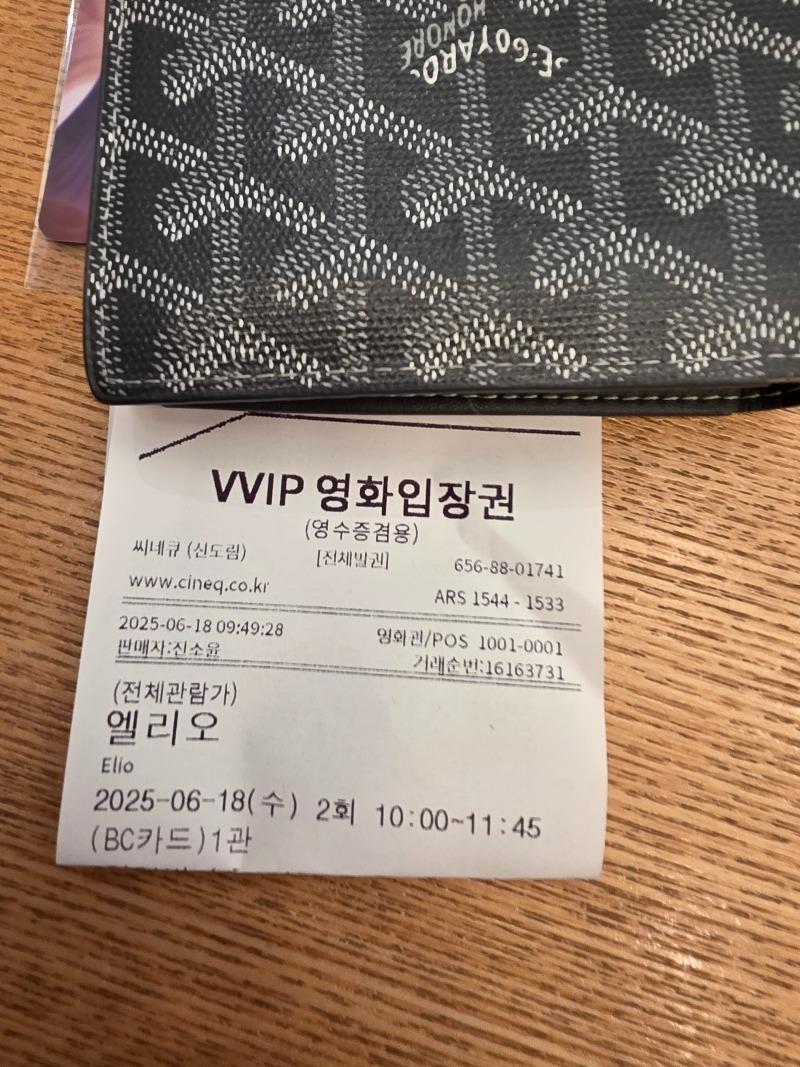 E.GOYARD
HONORE
VVIP 영화입장권
(영수증겸용)
씨네큐 (신도림) [전체발권] 656-88-01741
www.cineq.co.kr ARS 1544 - 1533
2025-06-18 09:49:28 영화관/POS 1001-0001
판매자:진소윤 거래순번:16163731
(전체관람가)
엘리오
Elio
2025-06-18(수) 2회 10:00~11:45
(BC카드)1관